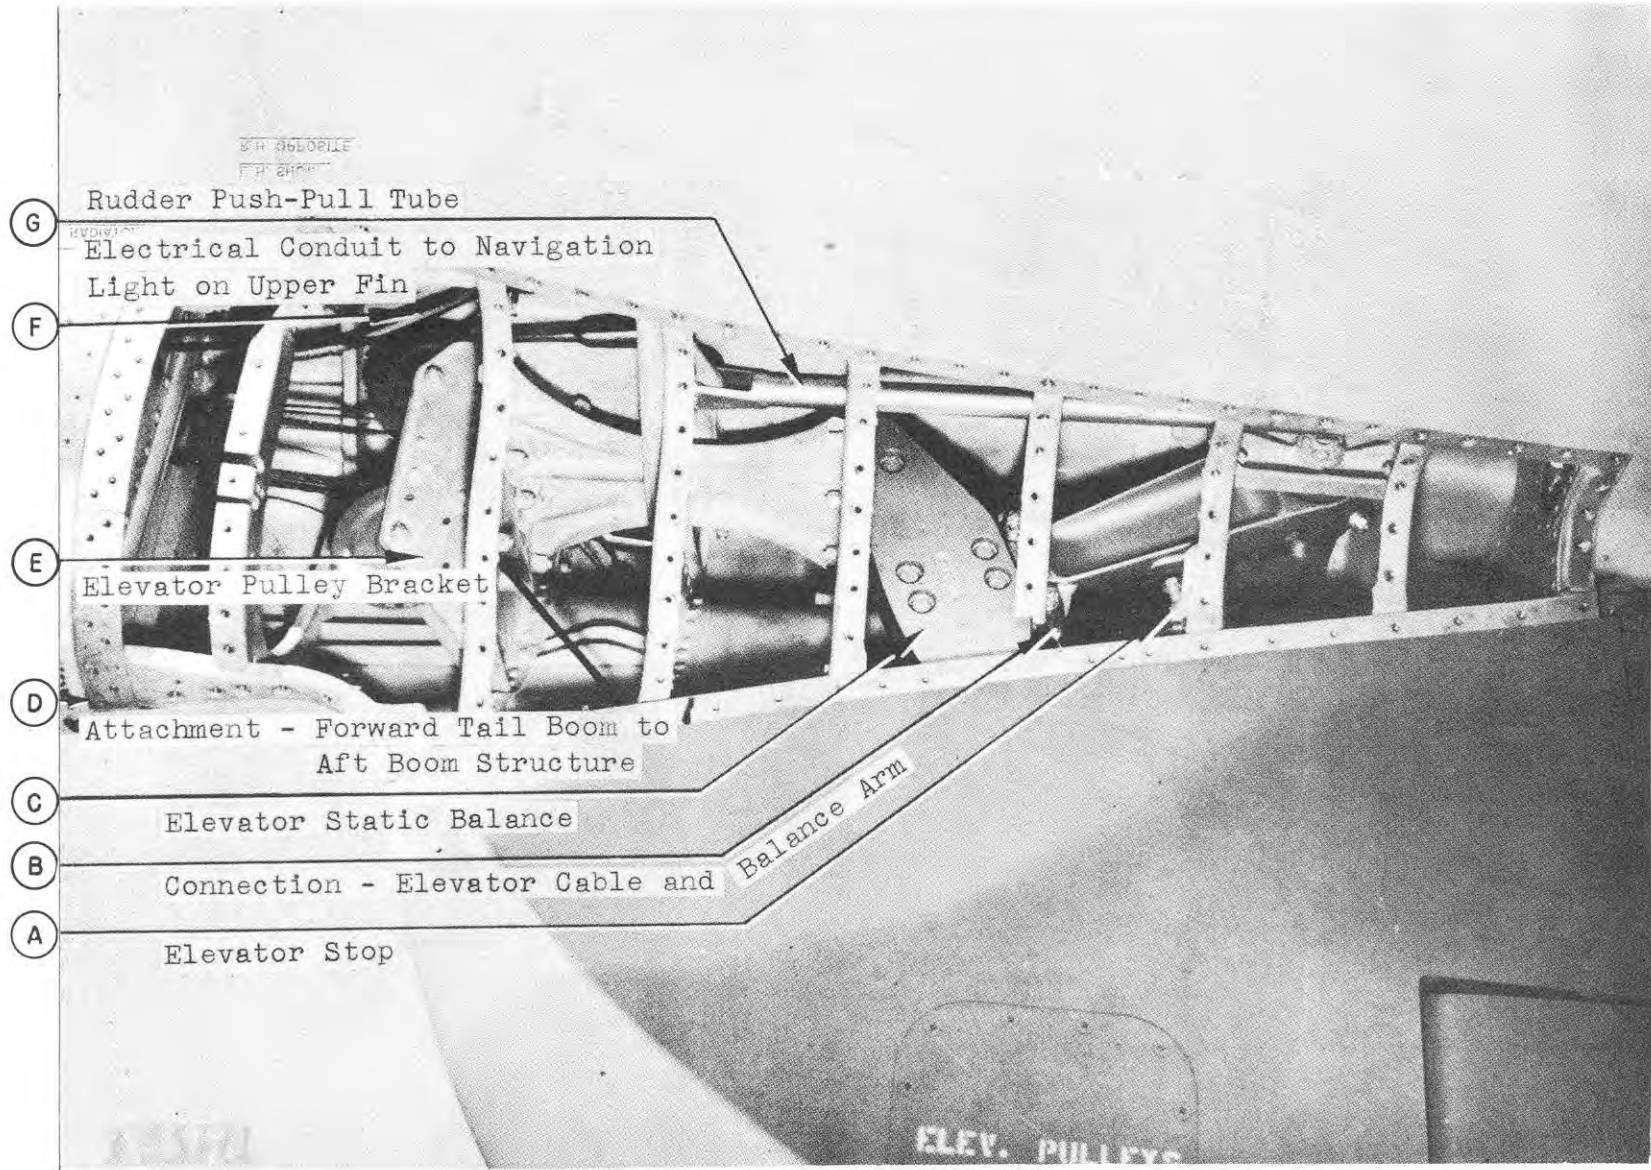 R.H. OPPOSITE
G
Rudder Push-Pull Tube
Electrical Conduit to Navigation
Light on Upper Fin
F
E
Elevator Pulley Bracket
D
Attachment - Forward Tail Boom to
Aft Boom Structure
C
Elevator Static Balance
B
Connection - Elevator Cable and Balance Arm
A
Elevator Stop
ELEV. PULLEYS